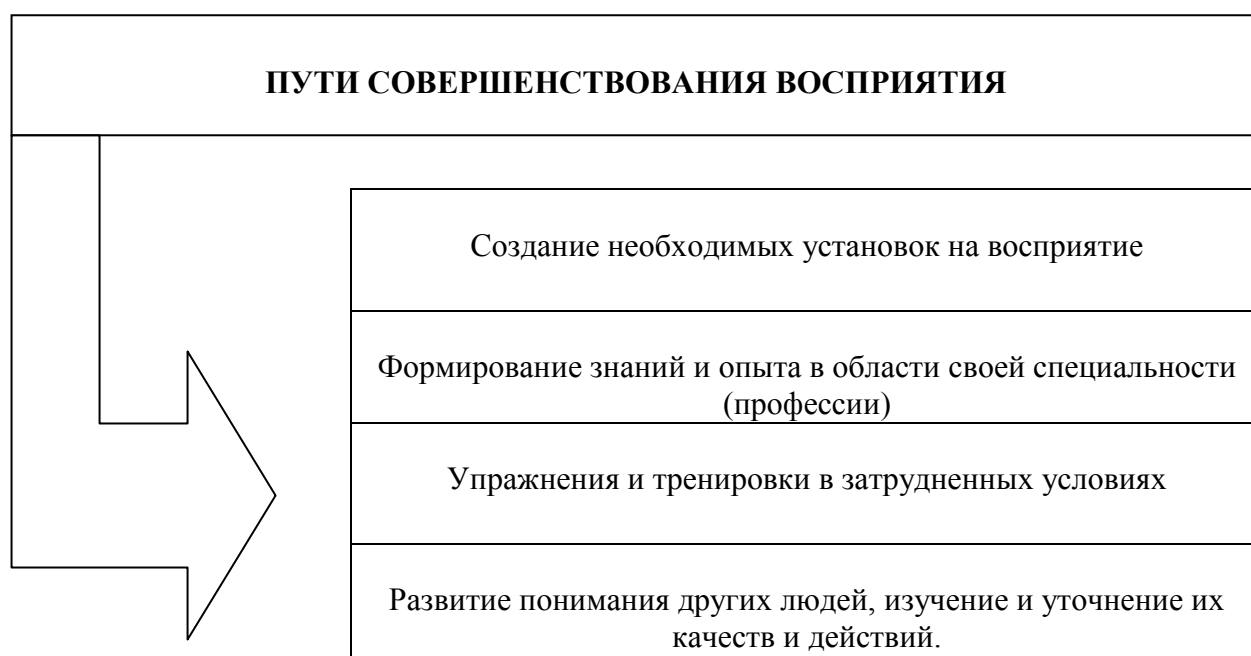 ПУТИ СОВЕРШЕНСТВОВАНИЯ ВОСПРИЯТИЯ
Создание необходимых установок на восприятие
Формирование знаний и опыта в области своей специальности
(профессии)
Упражнения и тренировки в затрудненных условиях
Развитие понимания других людей, изучение и уточнение их
качеств и действий.